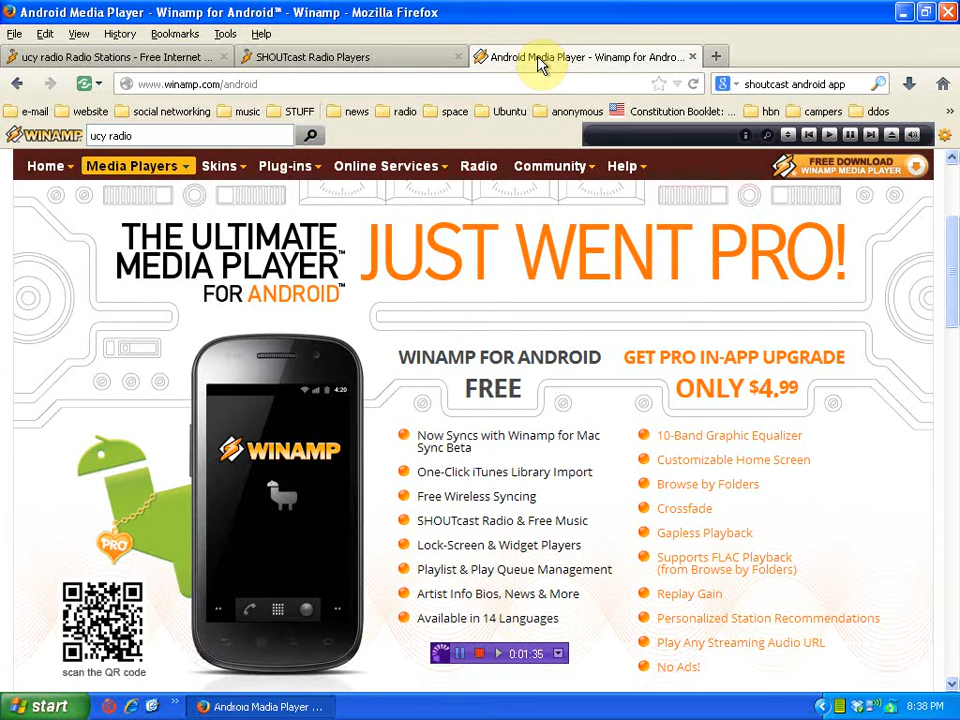 Android Media Player - Winamp for Android™ - Winamp - Mozilla Firefox
File Edit View History Bookmarks Tools Help
ucy radio Radio Stations - Free Internet ...
SHOUTcast Radio Players
Android Media Player - Winamp for Andro...
www.winamp.com/android
shoutcast android app
e-mail website social networking music STUFF news radio space Ubuntu anonymous Constitution Booklet: ... hbn campers ddos
WINAMP. ucy radio
Home Media Players Skins Plug-ins Online Services Radio Community Help
FREE DOWNLOAD
WINAMP MEDIA PLAYER
THE ULTIMATE
MEDIA PLAYER™
FOR ANDROID™
JUST WENT PRO!
WINAMP FOR ANDROID
FREE
Now Syncs with Winamp for Mac
Sync Beta
One-Click iTunes Library Import
Free Wireless Syncing
SHOUTcast Radio & Free Music
Lock-Screen & Widget Players
Playlist & Play Queue Management
Artist Info Bios, News & More
Available in 14 Languages
GET PRO IN-APP UPGRADE
ONLY $4.99
10-Band Graphic Equalizer
Customizable Home Screen
Browse by Folders
Crossfade
Gapless Playback
Supports FLAC Playback
(from Browse by Folders)
Replay Gain
Personalized Station Recommendations
Play Any Streaming Audio URL
No Ads!
4:20
WINAMP
PRO
scan the QR code
0:01:35
start
Android Media Player ...
8:38 PM